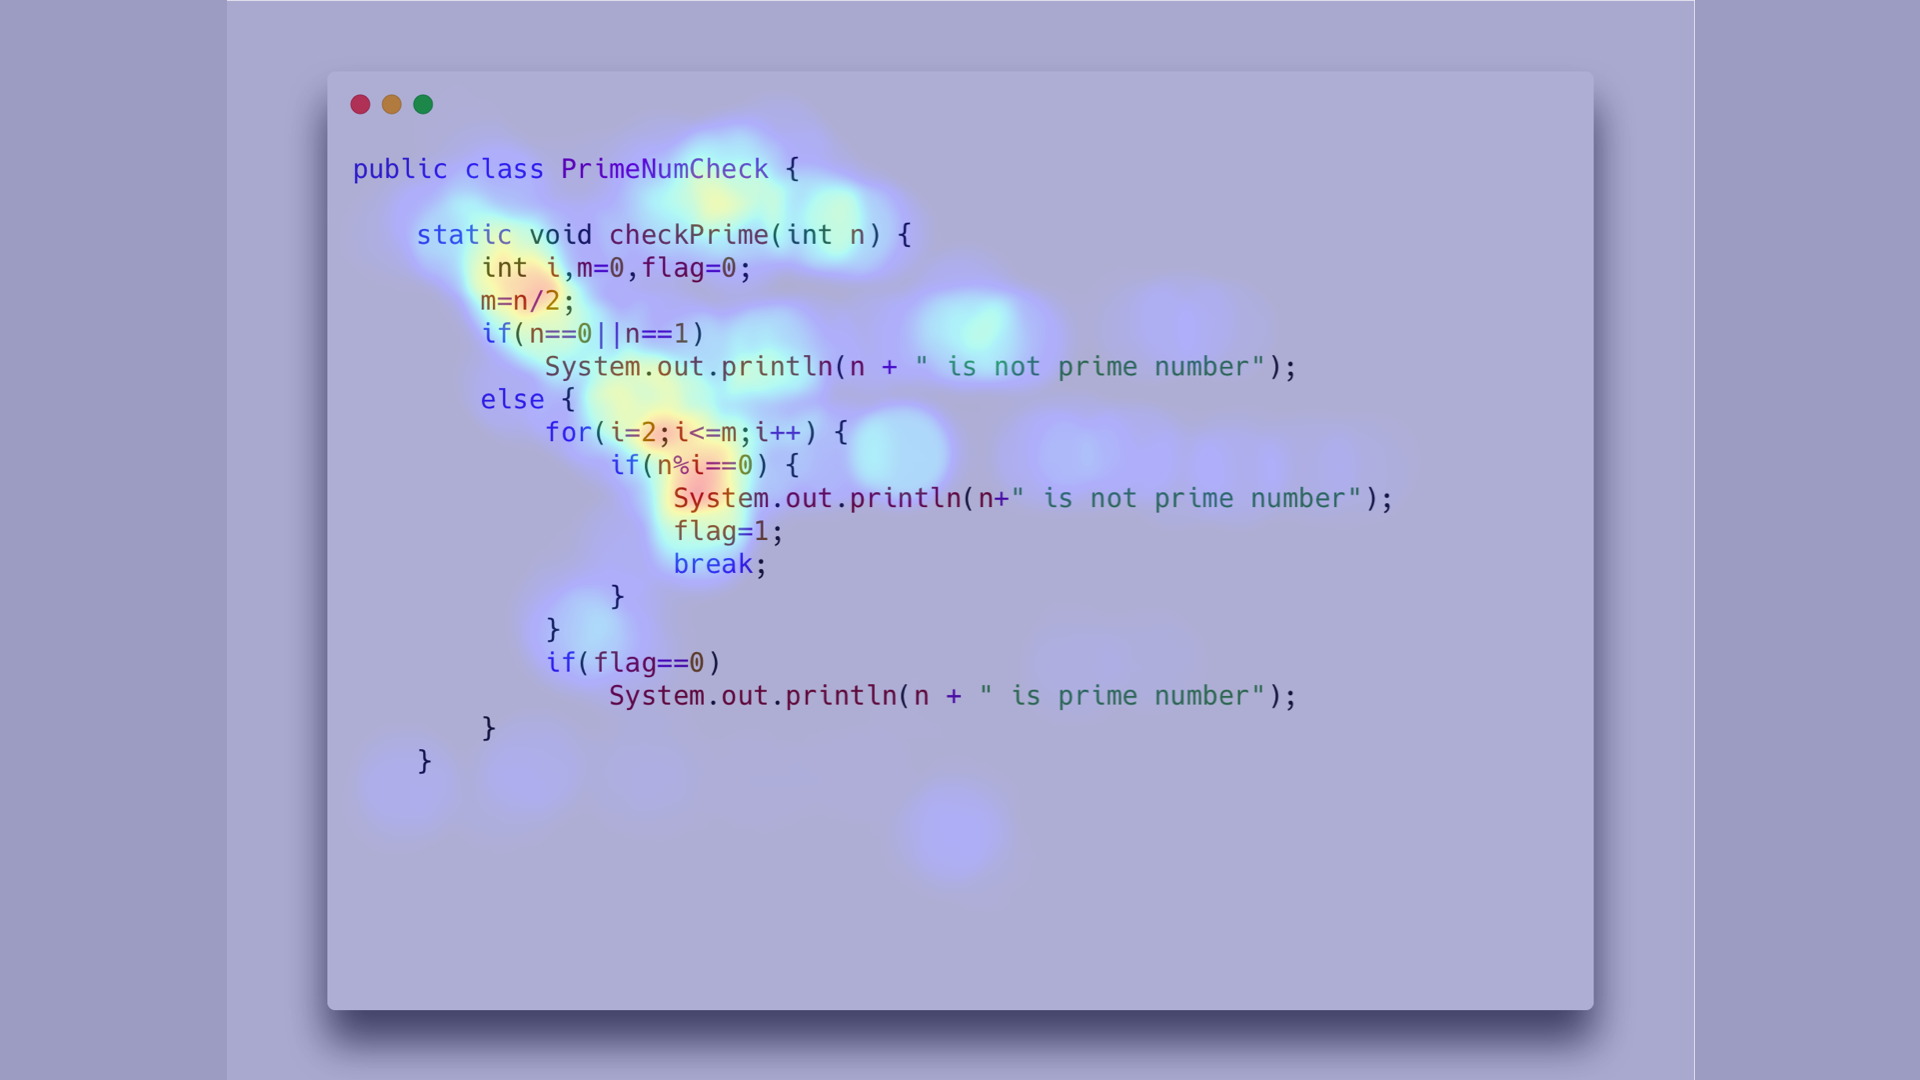 public class PrimeNumCheck {
static void checkPrime(int n) {
int i,m=0,flag=0;
m=n/2;
if(n==0||n==1)
System.out.println(n + " is not prime number");
else {
for(i=2;i<=m;i++) {
if(n%i==0) {
System.out.println(n+" is not prime number");
flag=1;
break;
}
}
if(flag==0)
System.out.println(n + " is prime number");
}
}